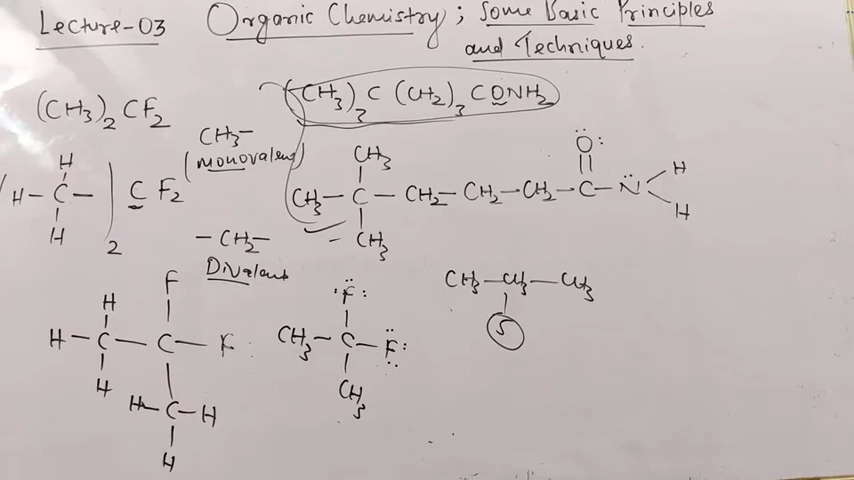 Lecture-03
Organic Chemistry; Some Basic Principles
and Techniques.
(CH3)2CF2
(CH3)3C(CH2)3CONH2
CH3-
(monovalent)
H
H-C-)CF2
H
2
CH3
CH3-C-CH2-CH2-CH2-C-N
CH3
O
H
H
-CH2-
Divalent
F
H
H-C-C-F
H
H-C-H
H
F
CH3-C-F
CH3
CH3-CH3-CH3
5